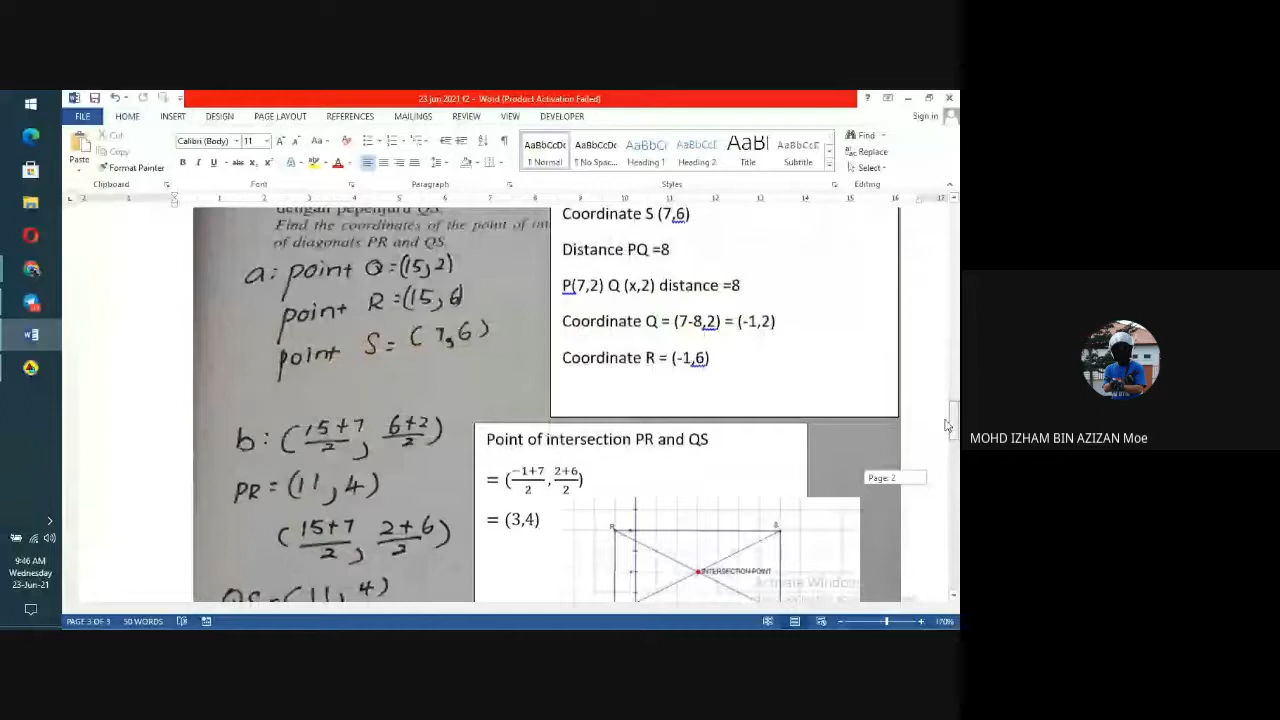 23 jun 2021 f2 - Word (Product Activation Failed)
FILE HOME INSERT DESIGN PAGE LAYOUT REFERENCES MAILINGS REVIEW VIEW DEVELOPER Sign in
Cut
Copy
Format Painter
Paste
Calibri (Body) 11
AaBbCcDc AaBbCcDc AaBbCc AaBbCcC AaBl AaBbCcC
¶ Normal ¶ No Spac... Heading 1 Heading 2 Title Subtitle
Find
Replace
Select
Clipboard Font Paragraph Styles Editing
dengan pepenjuru QS.
Find the coordinates of the point of
of diagonals PR and QS.
a: point Q = (15,2)
point R = (15, 6)
point S = ( 7,6 )
b: (15+7/2, 6+2/2)
PR = (11, 4)
(15+7/2, 2+6/2)
QS = (11, 4)
Coordinate S (7,6)
Distance PQ =8
P(7,2) Q (x,2) distance =8
Coordinate Q = (7-8,2) = (-1,2)
Coordinate R = (-1,6)
Point of intersection PR and QS
= (−1+7/2, 2+6/2)
= (3,4)
R
INTERSECTION POINT
Page: 2
Activate Windows
PAGE 3 OF 3 50 WORDS
170%
9:46 AM
Wednesday
23-Jun-21
MOHD IZHAM BIN AZIZAN Moe